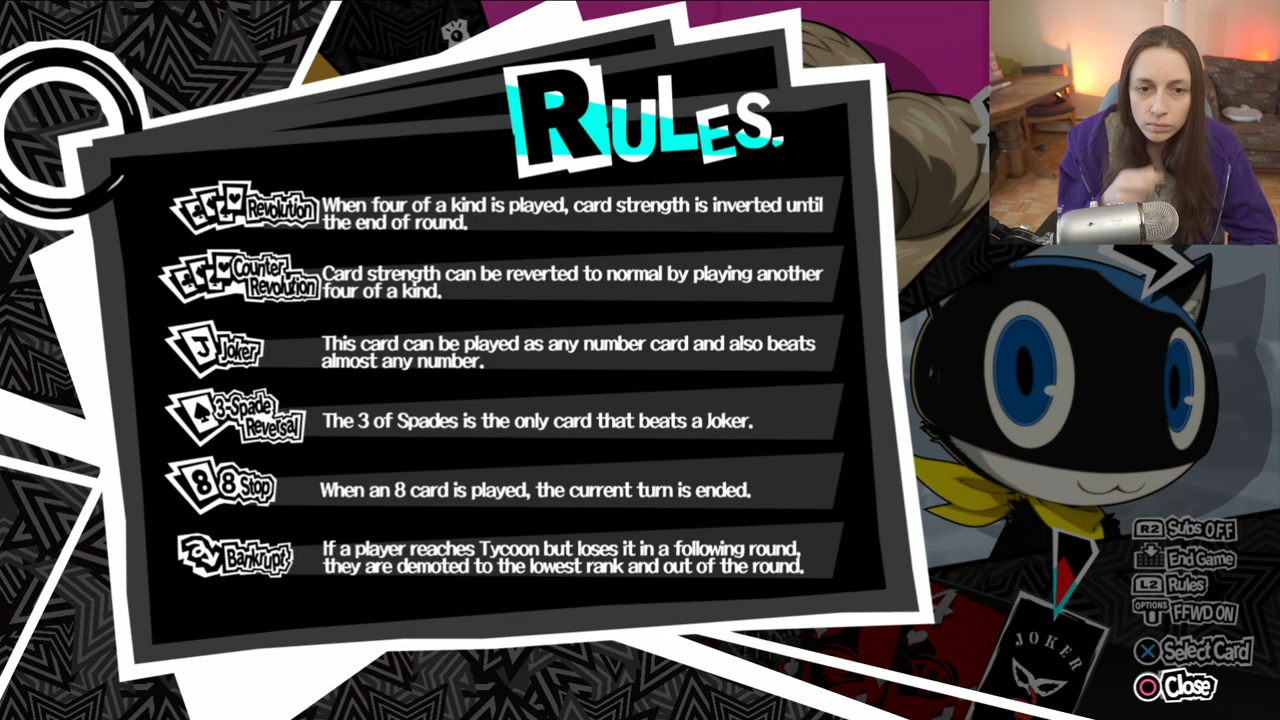 RULES.
Revolution
When four of a kind is played, card strength is inverted until
the end of round.
Counter
Revolution
Card strength can be reverted to normal by playing another
four of a kind.
J
Joker
This card can be played as any number card and also beats
almost any number.
3-Spade
Reversal
The 3 of Spades is the only card that beats a Joker.
8
8 Stop
When an 8 card is played, the current turn is ended.
Bankrupt
If a player reaches Tycoon but loses it in a following round,
they are demoted to the lowest rank and out of the round.
R2 Subs OFF
End Game
L2 Rules
OPTIONS FFWD ON
Select Card
Close
4
JOKER